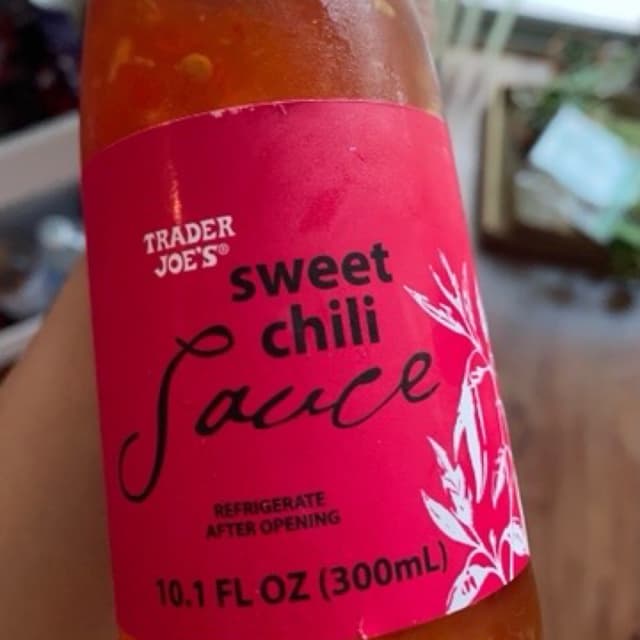 TRADER
JOE'S®
sweet
chili
Sauce
REFRIGERATE
AFTER OPENING
10.1 FL OZ (300mL)